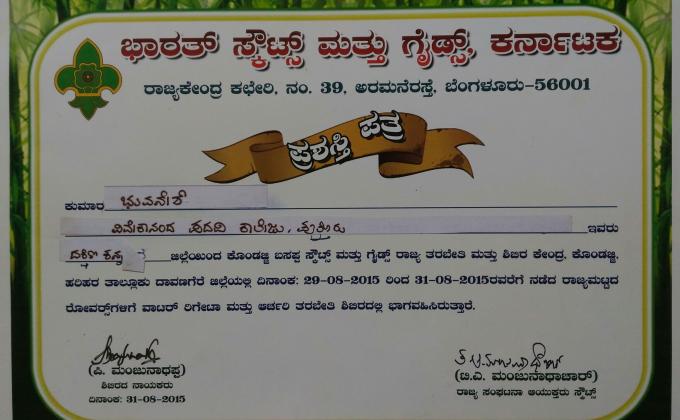 ಭಾರತ್ ಸ್ಕೌಟ್ಸ್ ಮತ್ತು ಗೈಡ್ಸ್, ಕರ್ನಾಟಕ
ರಾಜ್ಯಕೇಂದ್ರ ಕಛೇರಿ, ನಂ. 39, ಅರಮನೆರಸ್ತೆ, ಬೆಂಗಳೂರು-56001
ಪ್ರಶಸ್ತಿ ಪತ್ರ
ಕುಮಾರ ಭುವನೇಶ
ವಿವೇಕಾನಂದ ಪದವಿ ಕಾಲೇಜು, ಪುತ್ತೂರು ಇವರು
ದಕ್ಷಿಣ ಕನ್ನಡ ಜಿಲ್ಲೆಯಿಂದ ಕೊಂಡಜ್ಜಿ ಬಸಪ್ಪ ಸ್ಕೌಟ್ಸ್ ಮತ್ತು ಗೈಡ್ಸ್ ರಾಜ್ಯ ತರಬೇತಿ ಮತ್ತು ಶಿಬಿರ ಕೇಂದ್ರ, ಕೊಂಡಜ್ಜಿ,
ಹರಿಹರ ತಾಲ್ಲೂಕು ದಾವಣಗೆರೆ ಜಿಲ್ಲೆಯಲ್ಲಿ ದಿನಾಂಕ: 29-08-2015 ರಿಂದ 31-08-2015ರವರೆಗೆ ನಡೆದ ರಾಜ್ಯಮಟ್ಟದ
ರೋವರ್ಸ್‌ಗಳಿಗೆ ವಾಟರ್ ರಿಗೇಟಾ ಮತ್ತು ಆರ್ಚರಿ ತರಬೇತಿ ಶಿಬಿರದಲ್ಲಿ ಭಾಗವಹಿಸಿರುತ್ತಾರೆ.
(ಪಿ. ಮಂಜುನಾಥಪ್ಪ) (ಟಿ.ಎ. ಮಂಜುನಾಥಾಚಾರ್)
ಶಿಬಿರದ ನಾಯಕರು ರಾಜ್ಯ ಸಂಘಟನಾ ಆಯುಕ್ತರು ಸ್ಕೌಟ್ಸ್
ದಿನಾಂಕ: 31-08-2015